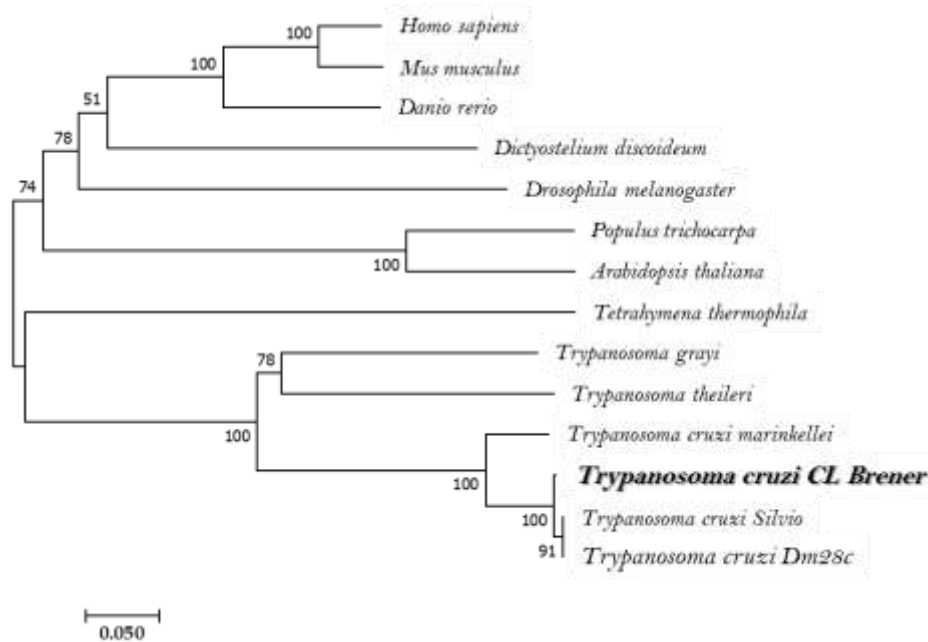 Homo sapiens
100
Mus musculus
100
Danio rerio
51
Dictyostelium discoideum
78
Drosophila melanogaster
74
Populus trichocarpa
100
Arabidopsis thaliana
Tetrahymena thermophila
Trypanosoma grayi
78
Trypanosoma theileri
100
Trypanosoma cruzi marinkellei
100
Trypanosoma cruzi CL Brener
100
Trypanosoma cruzi Silvio
91
Trypanosoma cruzi Dm28c
0.050